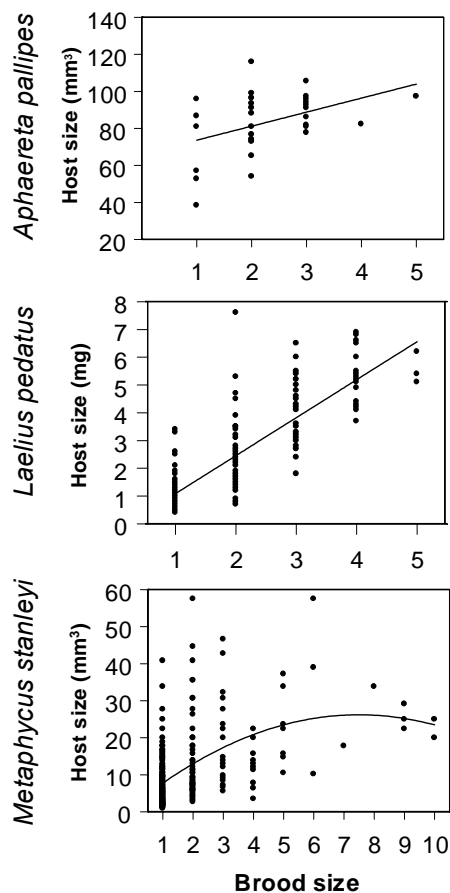 Aphaereta pallipes
Host size (mm³)
140
120
100
80
60
40
20
1 2 3 4 5
Laelius pedatus
Host size (mg)
8
7
6
5
4
3
2
1
0
1 2 3 4 5
Metaphycus stanleyi
Host size (mm³)
60
50
40
30
20
10
0
1 2 3 4 5 6 7 8 9 10
Brood size